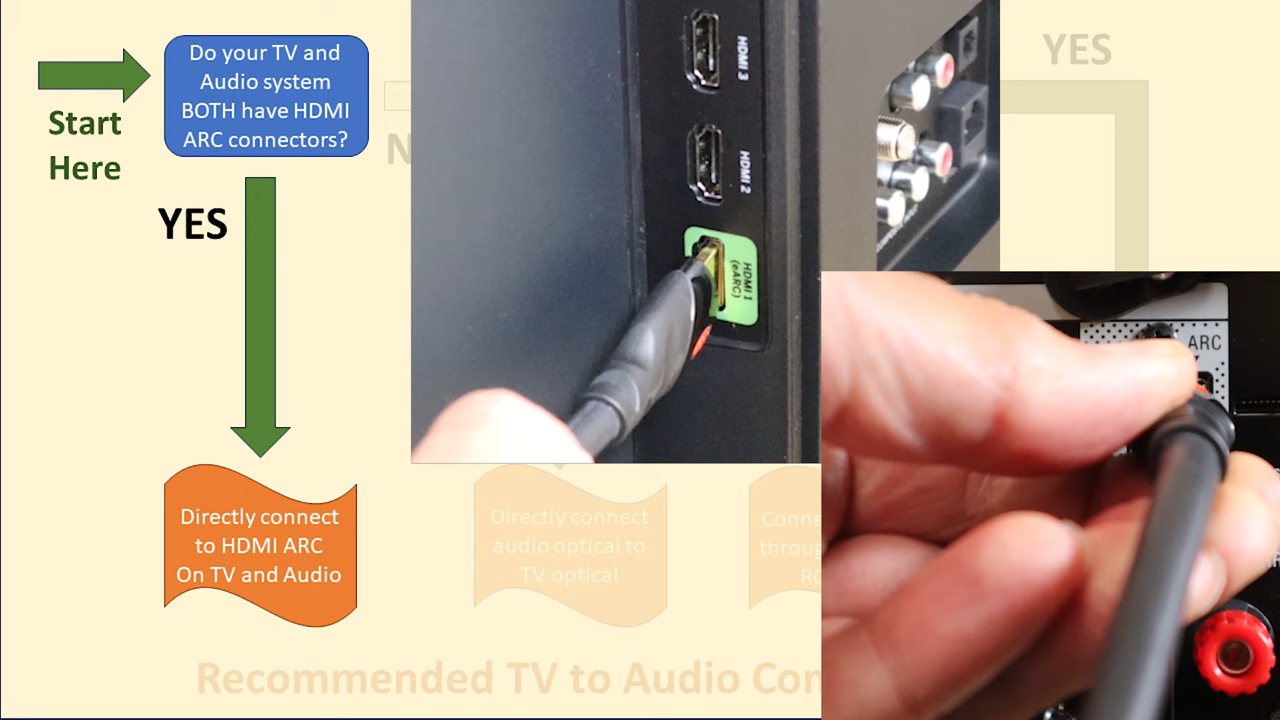 Do your TV and
Audio system
BOTH have HDMI
ARC connectors?
Start
Here
YES
Directly connect
to HDMI ARC
On TV and Audio
HDMI 3
HDMI 2
HDMI 1
(eARC)
YES
ARC
Directly connect
audio optical to
TV optical
Recommended TV to Audio